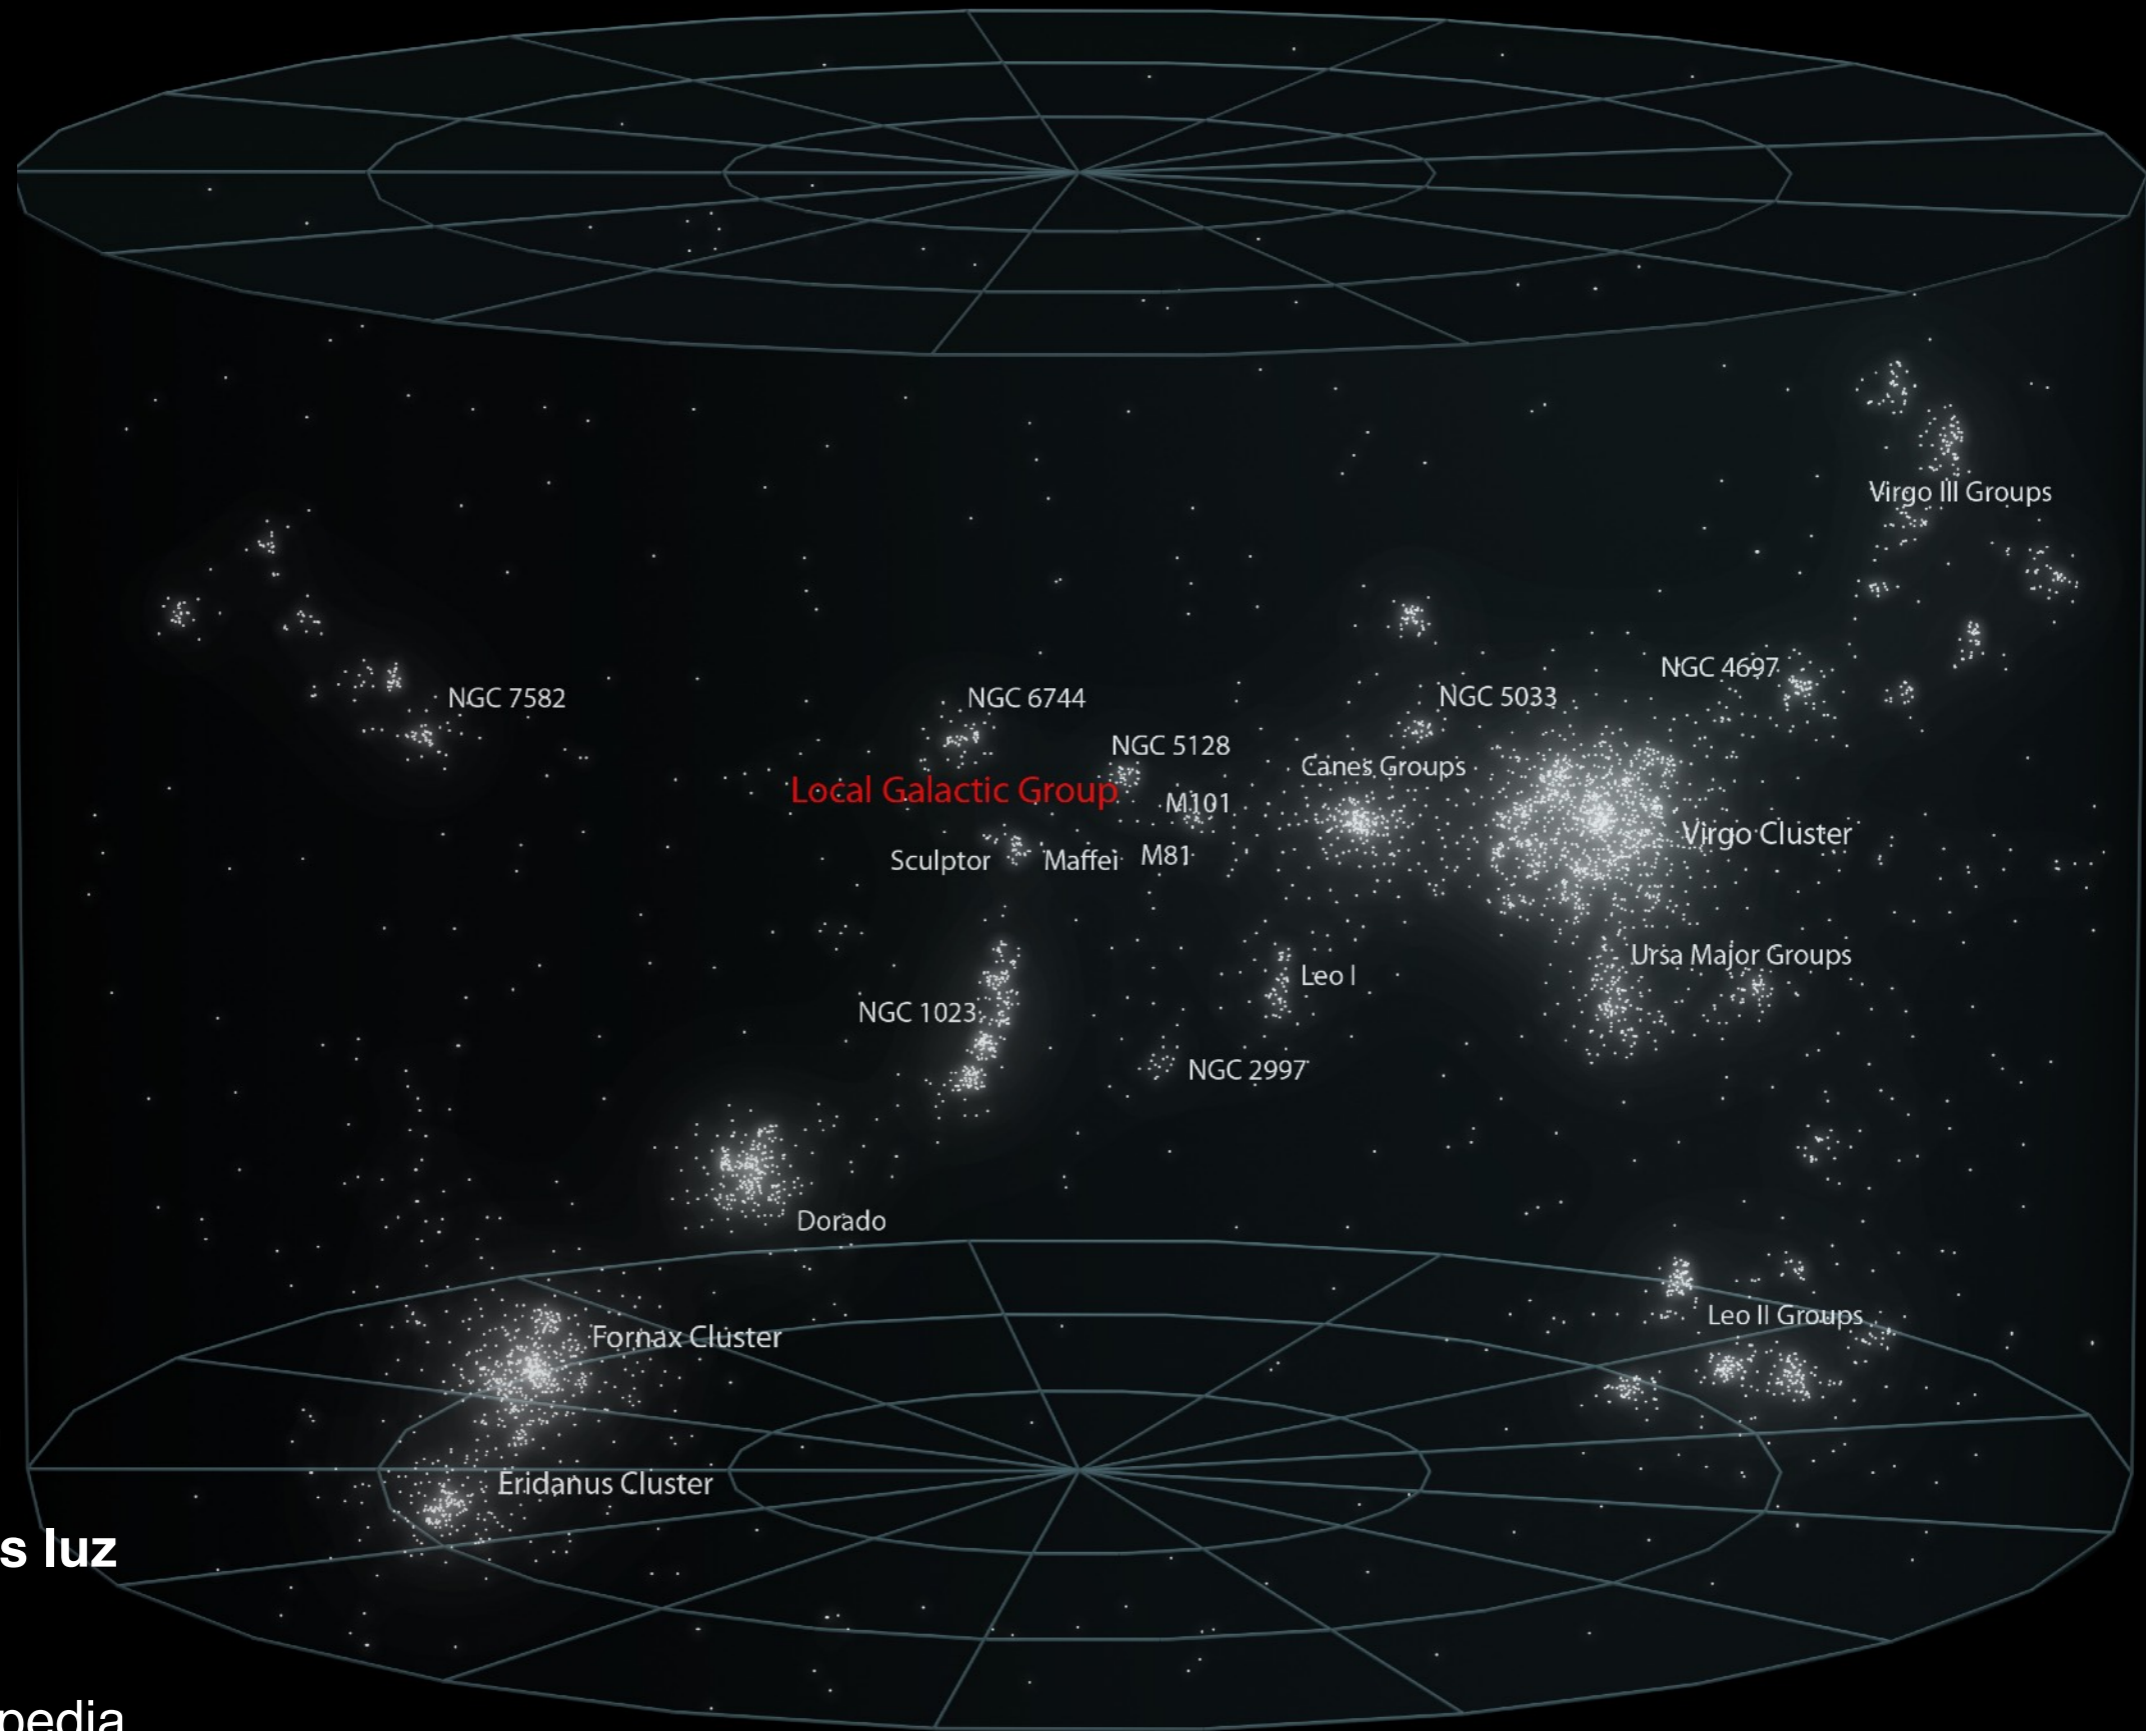 Virgo III Groups
NGC 4697
NGC 7582
NGC 6744
NGC 5033
NGC 5128
Canes Groups
Local Galactic Group
M101
Virgo Cluster
Sculptor
Maffei
M81
Ursa Major Groups
Leo I
NGC 1023
NGC 2997
Dorado
Leo II Groups
Fornax Cluster
Eridanus Cluster
s luz
pedia